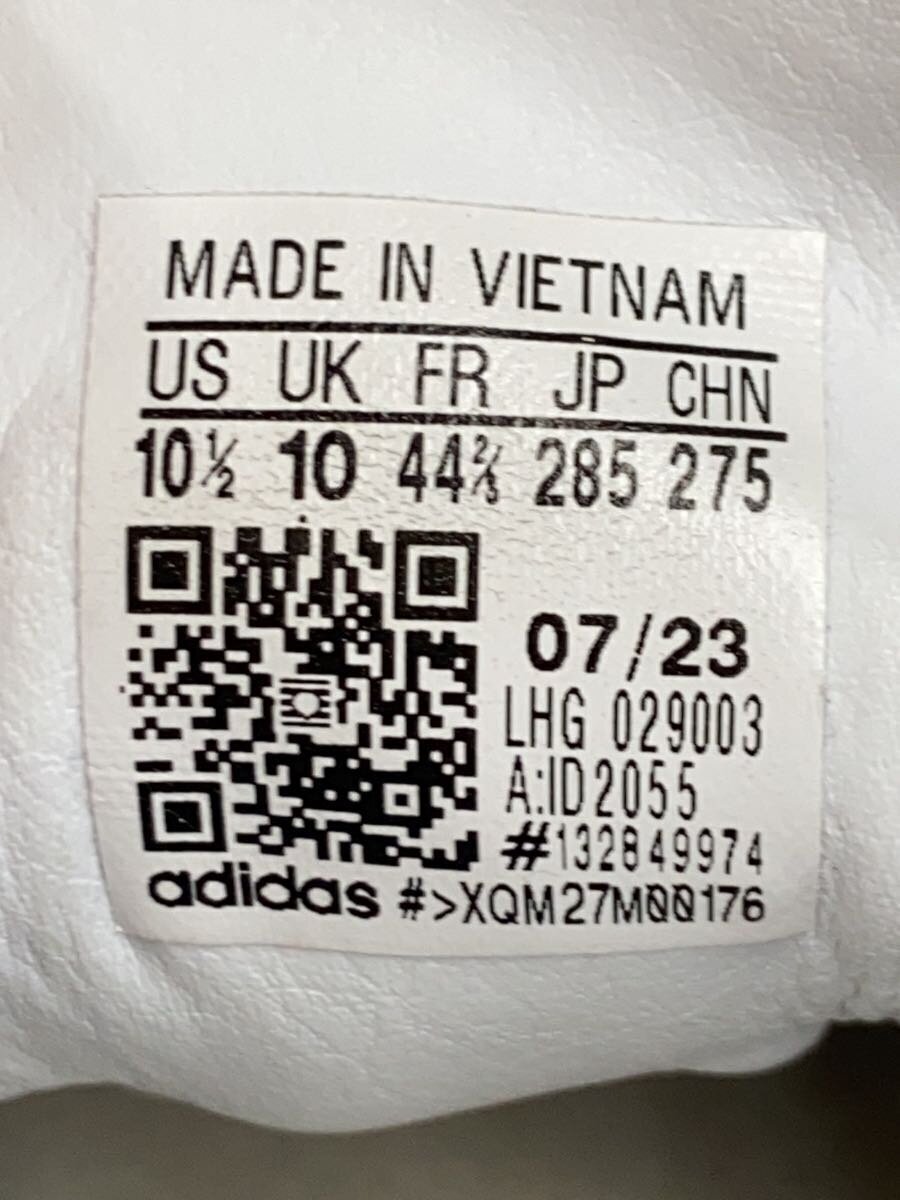 MADE IN VIETNAM
US UK FR JP CHN
10½ 10 44⅔ 285 275
07/23
LHG 029003
A:ID2055
#132849974
adidas #>XQM27M00176